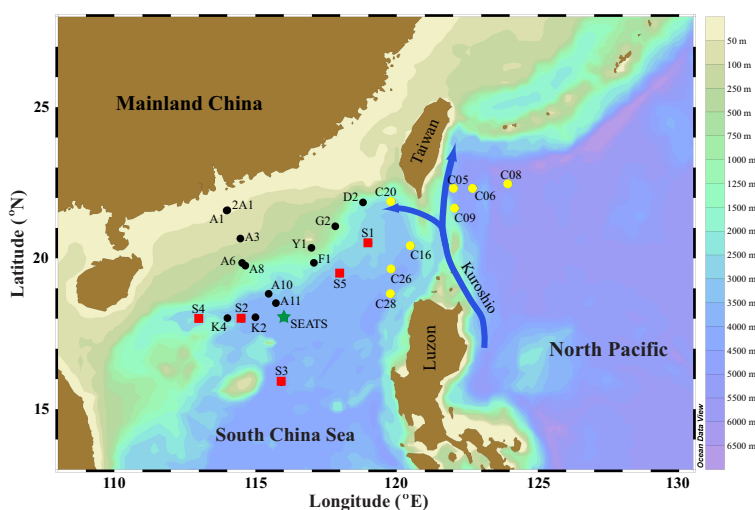 50 m
100 m
250 m
500 m
750 m
1000 m
1250 m
1500 m
2000 m
2500 m
3000 m
3500 m
4000 m
4500 m
5000 m
5500 m
6000 m
6500 m
Ocean Data View
25
20
15
Latitude (°N)
Mainland China
Taiwan
D2
C20
C05
C06
C08
2A1
A1
G2
C09
A3
Y1
S1
C16
A6
A8
F1
S5
C26
Kuroshio
A10
A11
C28
S4
S2
K4
K2
SEATS
Luzon
North Pacific
S3
South China Sea
110
115
120
125
130
Longitude (°E)